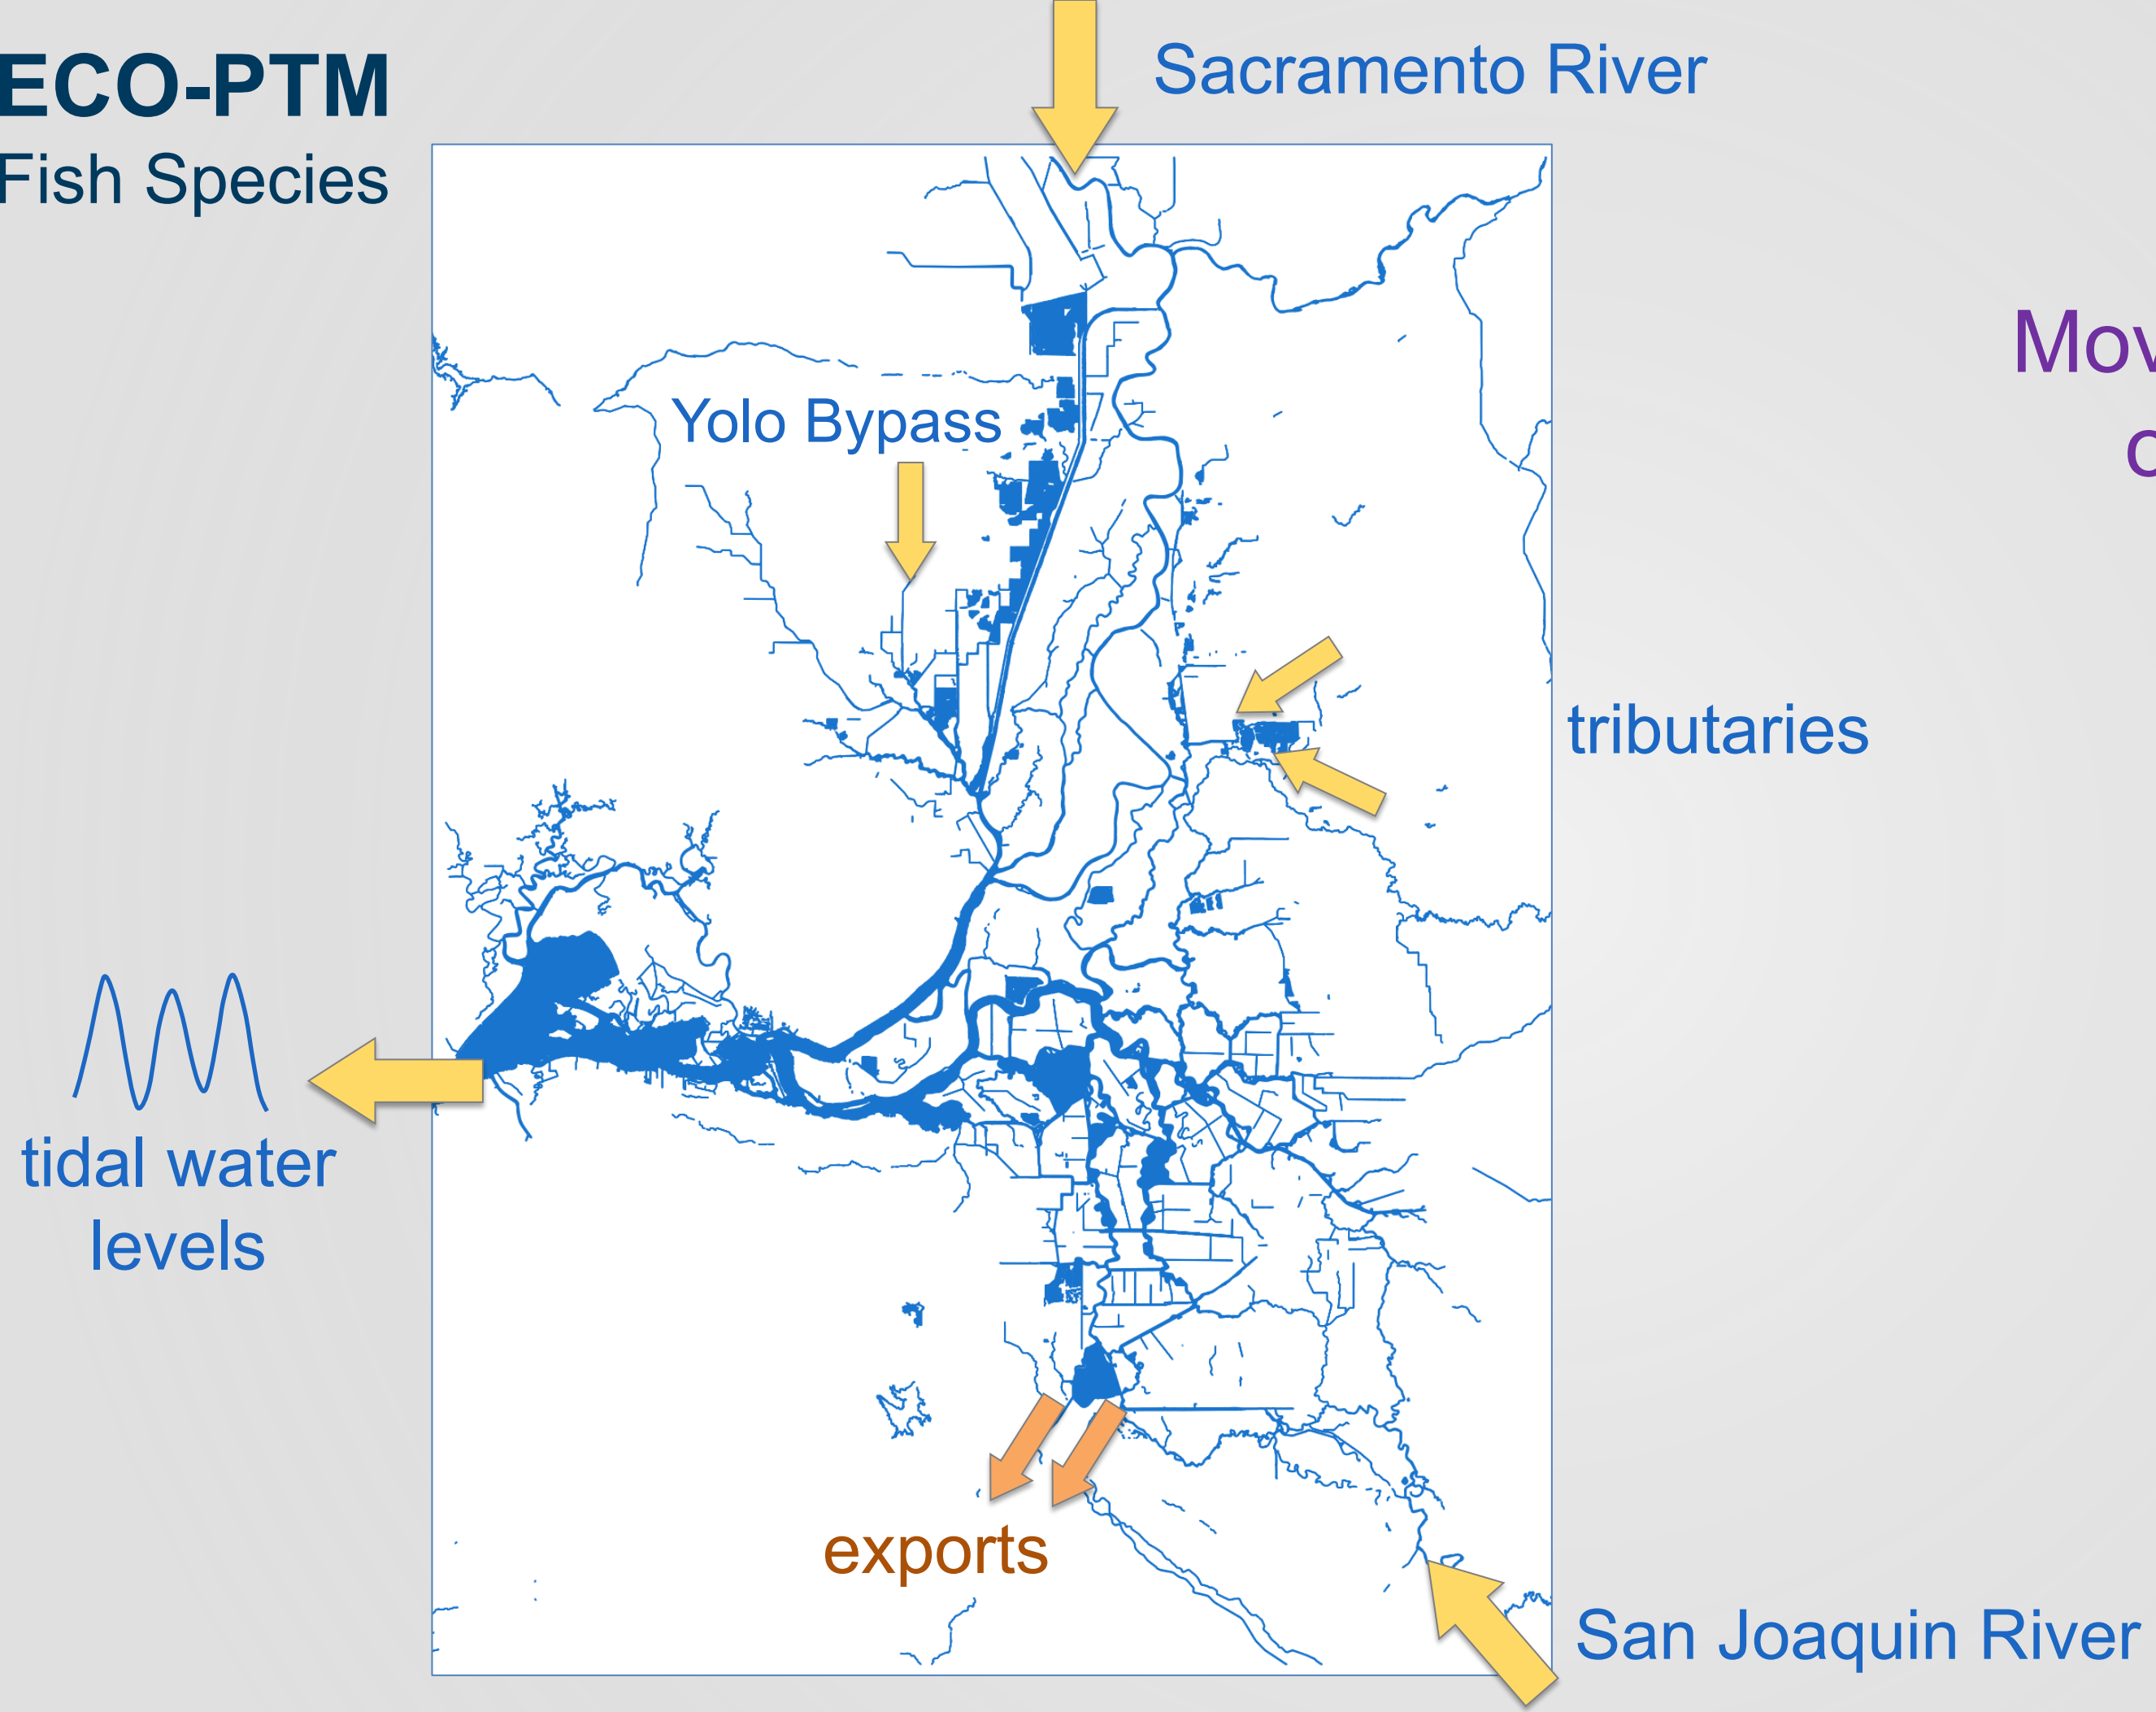 ECO-PTM
Fish Species
Sacramento River
Yolo Bypass
tributaries
tidal water
levels
exports
San Joaquin River